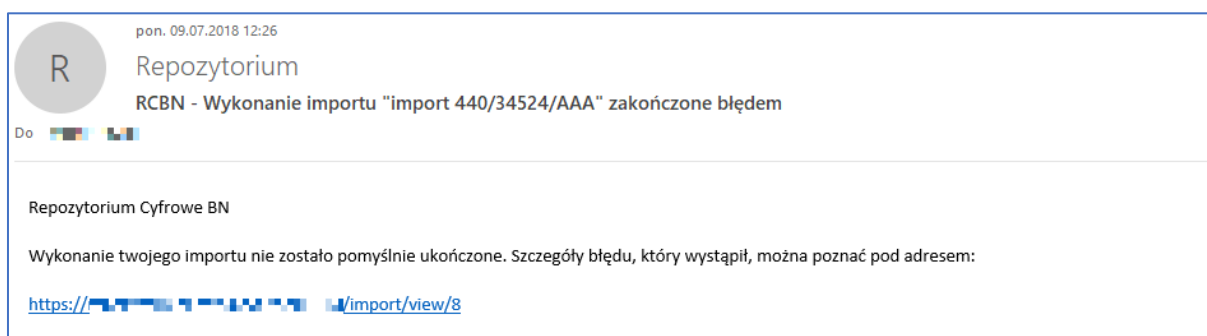 pon. 09.07.2018 12:26
R
Repozytorium
RCBN - Wykonanie importu "import 440/34524/AAA" zakończone błędem
Do
Repozytorium Cyfrowe BN
Wykonanie twojego importu nie zostało pomyślnie ukończone. Szczegóły błędu, który wystąpił, można poznać pod adresem:
https:// /import/view/8